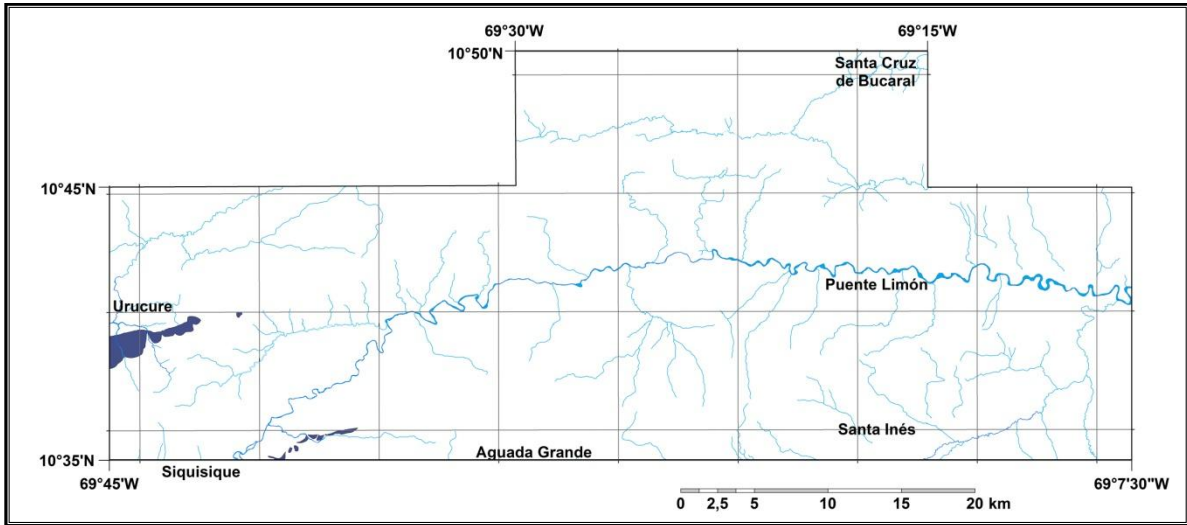 69°30'W
69°15'W
10°50'N
Santa Cruz
de Bucaral
10°45'N
Urucure
Puente Limón
Santa Inés
Aguada Grande
10°35'N
Siquisique
69°45'W
69°7'30"W
0 2,5 5 10 15 20 km